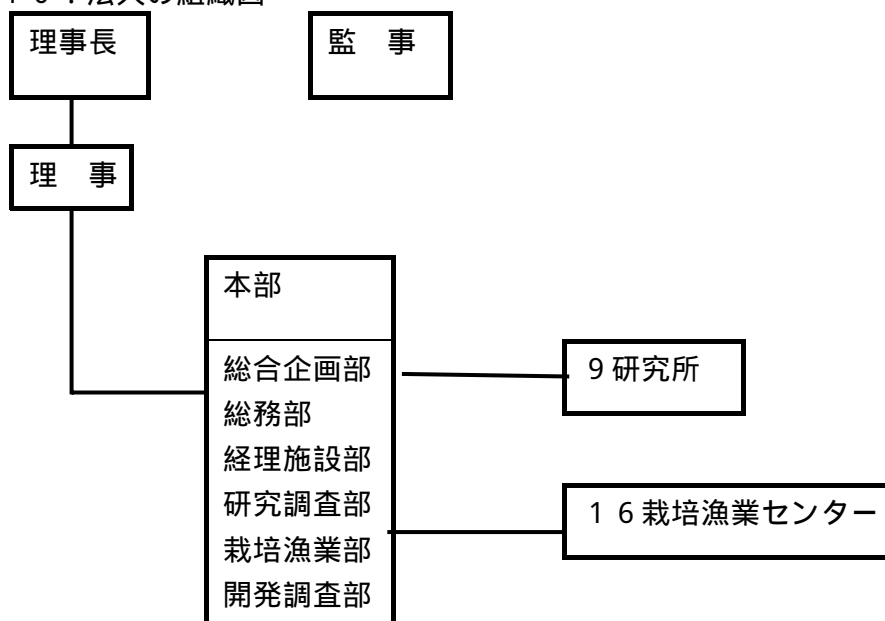 理事長
監　事
理　事
本部
総合企画部
総務部
経理施設部
研究調査部
栽培漁業部
開発調査部
9研究所
１６栽培漁業センター